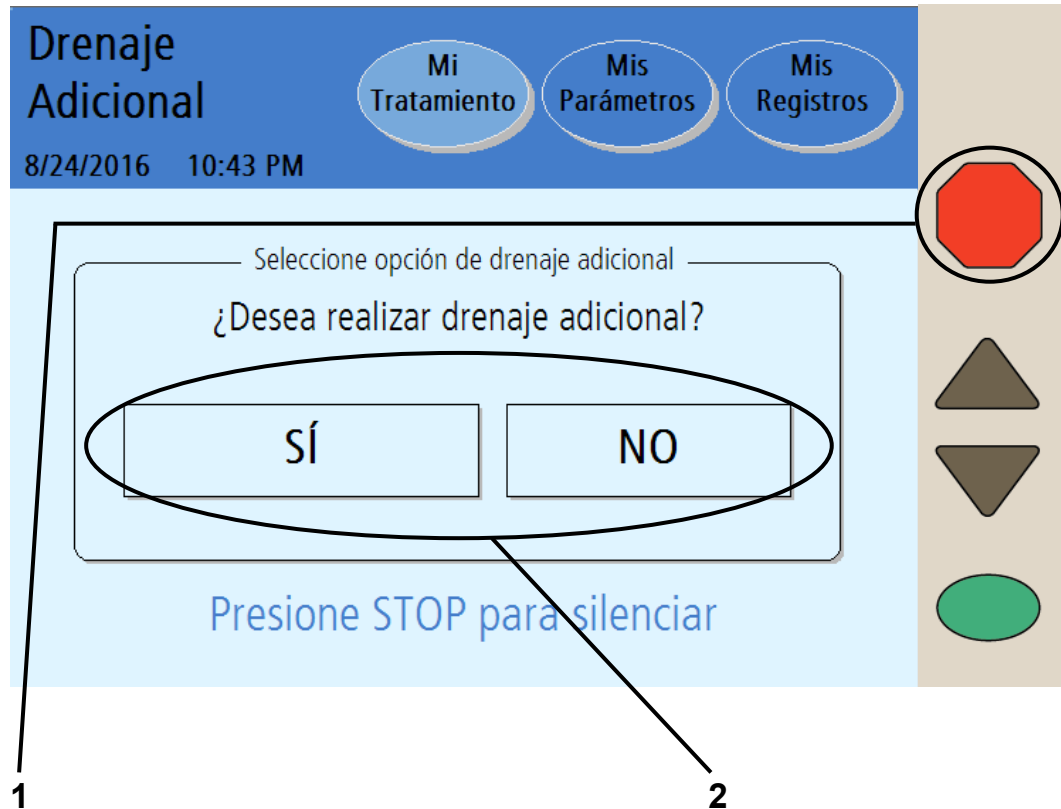 Drenaje
Adicional
8/24/2016 10:43 PM
Mi
Tratamiento
Mis
Parámetros
Mis
Registros
Seleccione opción de drenaje adicional
¿Desea realizar drenaje adicional?
SÍ
NO
Presione STOP para silenciar
1
2